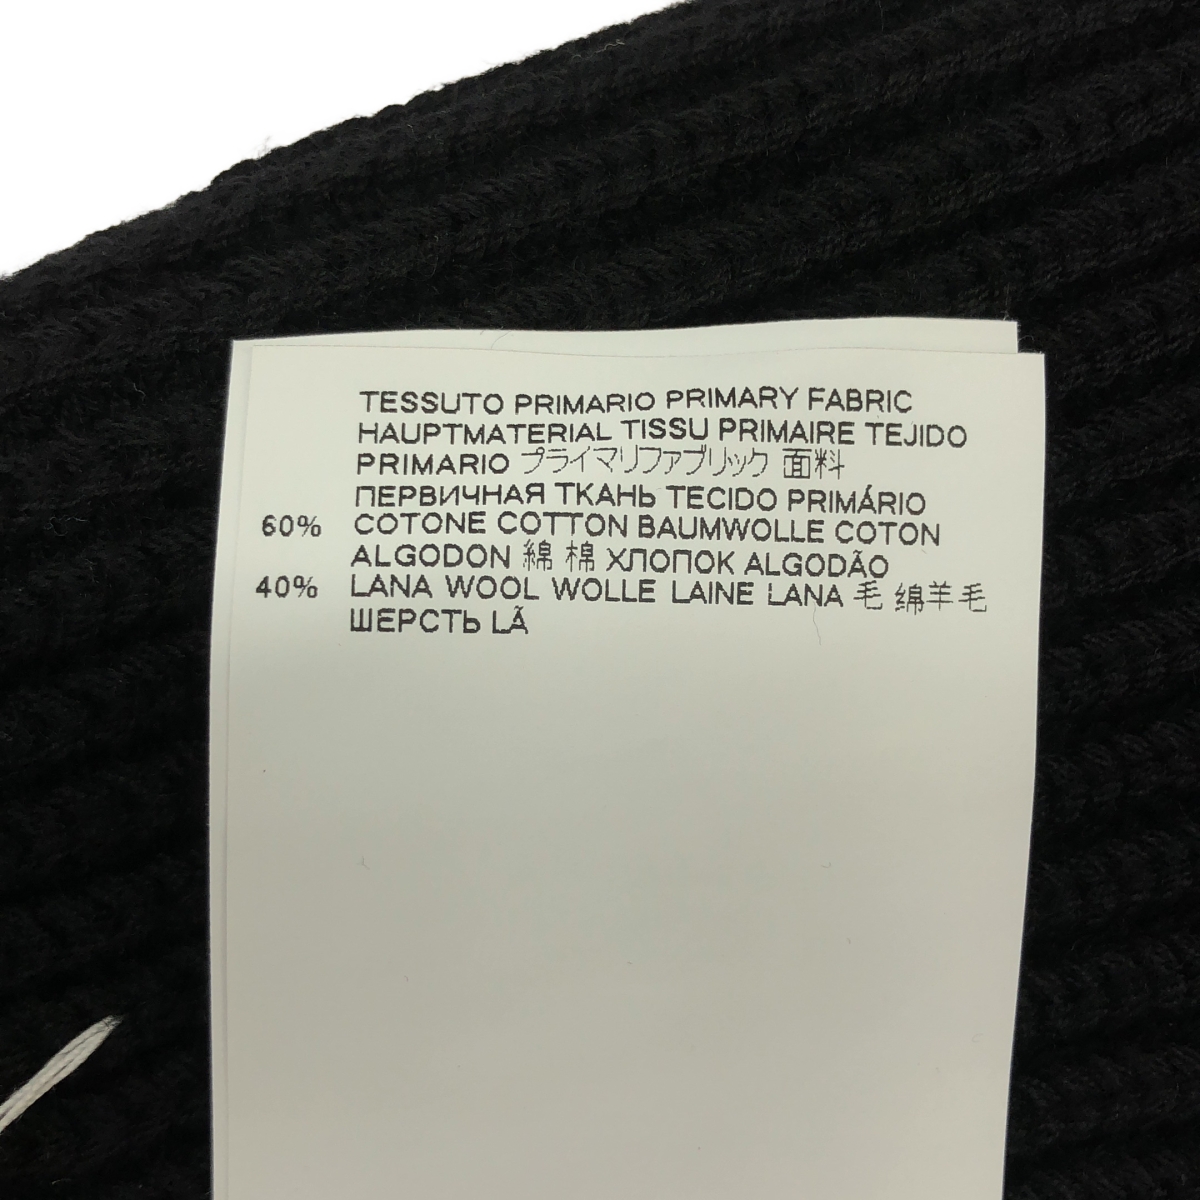 TESSUTO PRIMARIO PRIMARY FABRIC
HAUPTMATERIAL TISSU PRIMAIRE TEJIDO
PRIMARIO プライマリファブリック 面料
ПЕРВИЧНАЯ ТКАНЬ TECIDO PRIMÁRIO
60% COTONE COTTON BAUMWOLLE COTON
ALGODON 綿 棉 ХЛОПОК ALGODÃO
40% LANA WOOL WOLLE LAINE LANA 毛 绵羊毛
ШЕРСТЬ LÃ